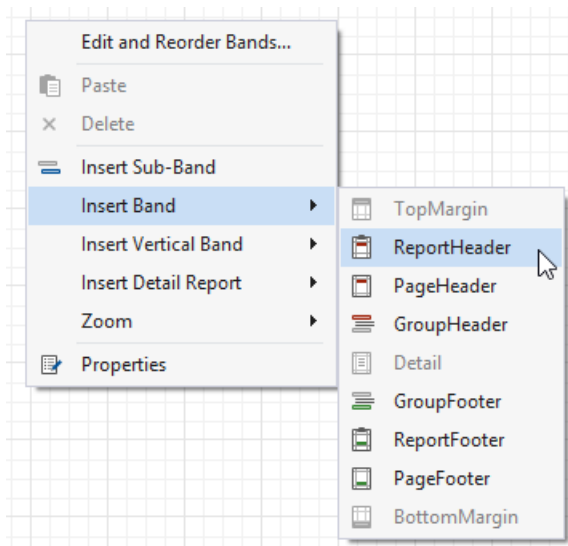 Edit and Reorder Bands...
Paste
Delete
Insert Sub-Band
Insert Band
Insert Vertical Band
Insert Detail Report
Zoom
Properties
TopMargin
ReportHeader
PageHeader
GroupHeader
Detail
GroupFooter
ReportFooter
PageFooter
BottomMargin